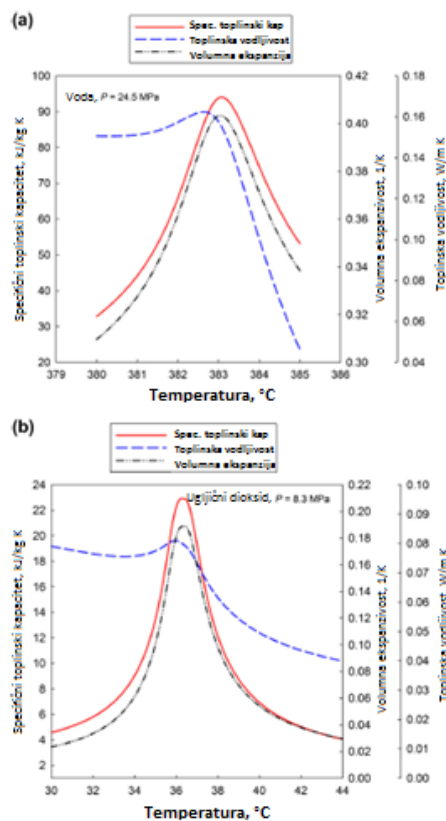 (a)
Spec. toplinski kap
Toplinska vodljivost
Volumna ekspanzija
Voda, P = 24.5 MPa
Specifični toplinski kapacitet, kJ/kg K
100
90
80
70
60
50
40
30
20
Volumna ekspanzivost, 1/K
0.42
0.40
0.38
0.36
0.34
0.32
0.30
Toplinska vodljivost, W/m K
0.18
0.16
0.14
0.12
0.10
0.08
0.06
0.04
379 380 381 382 383 384 385 386
Temperatura, °C
(b)
Spec. toplinski kap
Toplinska vodljivost
Volumna ekspanzija
Ugljični dioksid, P = 8.3 MPa
Specifični toplinski kapacitet, kJ/kg K
24
22
20
18
16
14
12
10
8
6
4
2
Volumna ekspanzivost, 1/K
0.22
0.20
0.18
0.16
0.14
0.12
0.10
0.08
0.06
0.04
0.02
0.00
Toplinska vodljivost, W/m K
0.10
0.09
0.08
0.07
0.06
0.05
0.04
0.03
0.02
0.01
0.00
30 32 34 36 38 40 42 44
Temperatura, °C